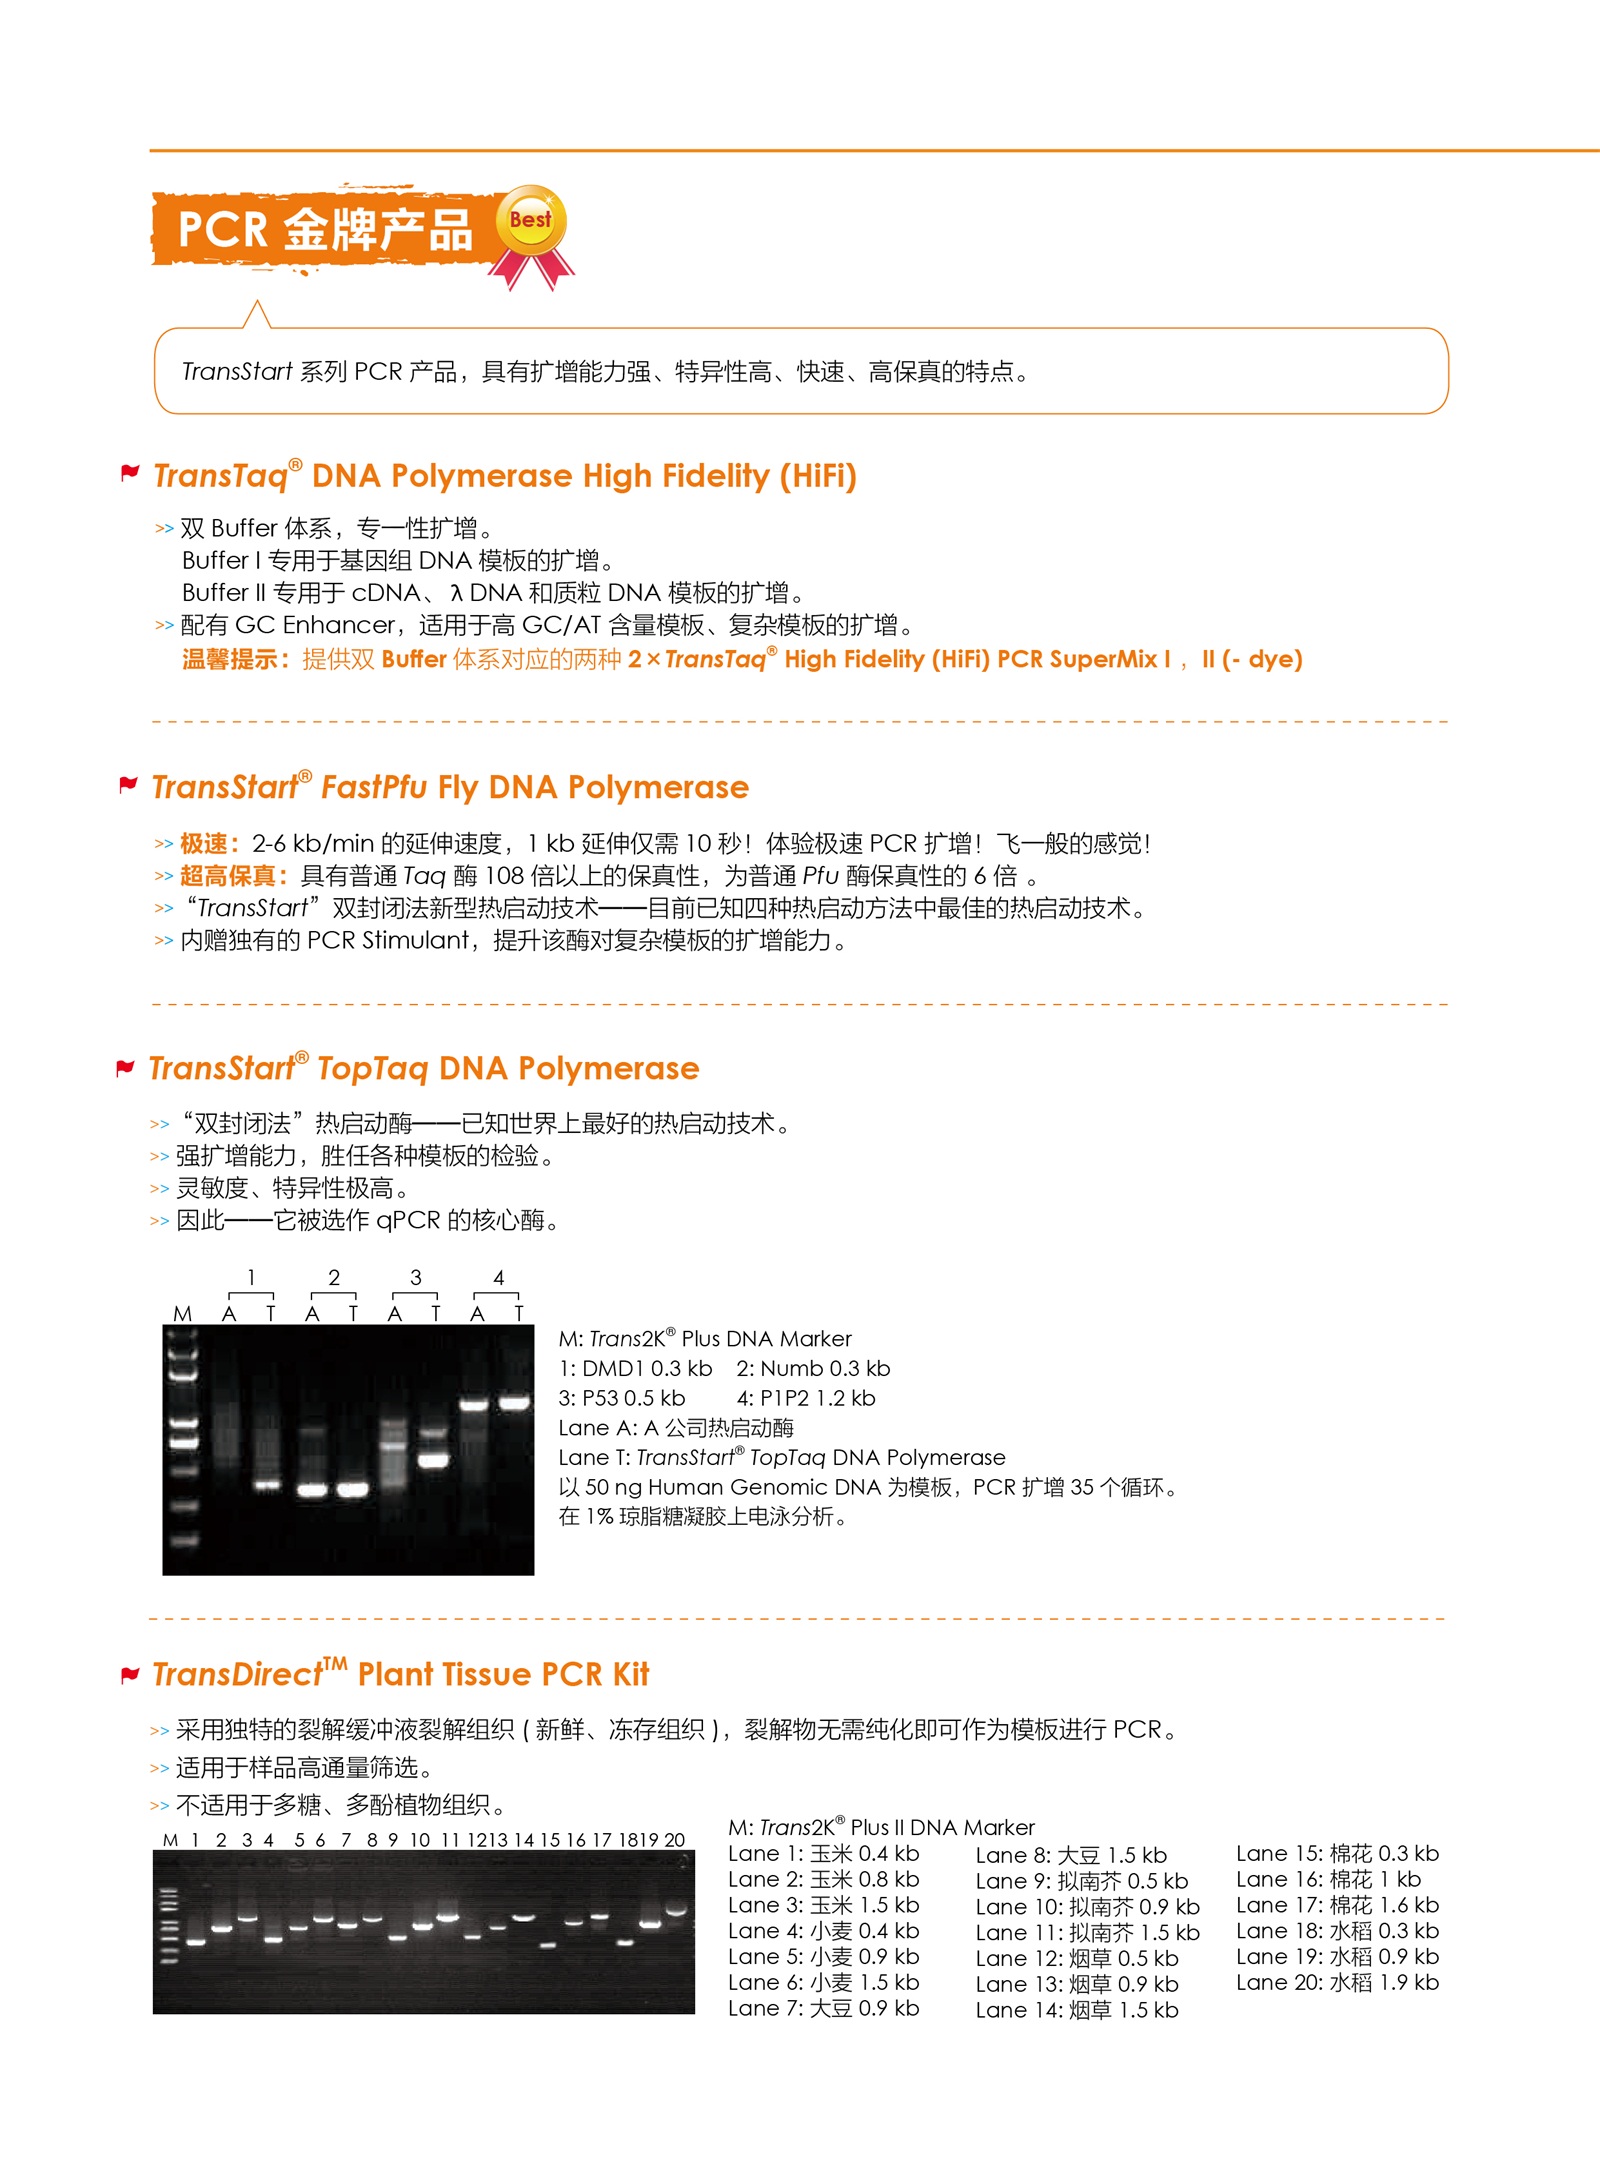 PCR 金牌产品
Best
TransStart 系列 PCR 产品，具有扩增能力强、特异性高、快速、高保真的特点。
TransTaq® DNA Polymerase High Fidelity (HiFi)
>> 双 Buffer 体系，专一性扩增。
Buffer I 专用于基因组 DNA 模板的扩增。
Buffer II 专用于 cDNA、λ DNA 和质粒 DNA 模板的扩增。
>> 配有 GC Enhancer，适用于高 GC/AT 含量模板、复杂模板的扩增。
温馨提示：提供双 Buffer 体系对应的两种 2×TransTaq® High Fidelity (HiFi) PCR SuperMix I ，II (- dye)
TransStart® FastPfu Fly DNA Polymerase
>> 极速：2-6 kb/min 的延伸速度，1 kb 延伸仅需 10 秒！体验极速 PCR 扩增！飞一般的感觉！
>> 超高保真：具有普通 Taq 酶 108 倍以上的保真性，为普通 Pfu 酶保真性的 6 倍 。
>> “TransStart”双封闭法新型热启动技术——目前已知四种热启动方法中最佳的热启动技术。
>> 内赠独有的 PCR Stimulant，提升该酶对复杂模板的扩增能力。
TransStart® TopTaq DNA Polymerase
>> “双封闭法”热启动酶——已知世界上最好的热启动技术。
>> 强扩增能力，胜任各种模板的检验。
>> 灵敏度、特异性极高。
>> 因此——它被选作 qPCR 的核心酶。
1 2 3 4
M A T A T A T A T
M: Trans2K® Plus DNA Marker
1: DMD1 0.3 kb 2: Numb 0.3 kb
3: P53 0.5 kb 4: P1P2 1.2 kb
Lane A: A 公司热启动酶
Lane T: TransStart® TopTaq DNA Polymerase
以 50 ng Human Genomic DNA 为模板，PCR 扩增 35 个循环。
在 1% 琼脂糖凝胶上电泳分析。
TransDirect™ Plant Tissue PCR Kit
>> 采用独特的裂解缓冲液裂解组织 ( 新鲜、冻存组织 )，裂解物无需纯化即可作为模板进行 PCR。
>> 适用于样品高通量筛选。
>> 不适用于多糖、多酚植物组织。
M 1 2 3 4 5 6 7 8 9 10 11 12 13 14 15 16 17 18 19 20
M: Trans2K® Plus II DNA Marker
Lane 1: 玉米 0.4 kb
Lane 2: 玉米 0.8 kb
Lane 3: 玉米 1.5 kb
Lane 4: 小麦 0.4 kb
Lane 5: 小麦 0.9 kb
Lane 6: 小麦 1.5 kb
Lane 7: 大豆 0.9 kb
Lane 8: 大豆 1.5 kb
Lane 9: 拟南芥 0.5 kb
Lane 10: 拟南芥 0.9 kb
Lane 11: 拟南芥 1.5 kb
Lane 12: 烟草 0.5 kb
Lane 13: 烟草 0.9 kb
Lane 14: 烟草 1.5 kb
Lane 15: 棉花 0.3 kb
Lane 16: 棉花 1 kb
Lane 17: 棉花 1.6 kb
Lane 18: 水稻 0.3 kb
Lane 19: 水稻 0.9 kb
Lane 20: 水稻 1.9 kb